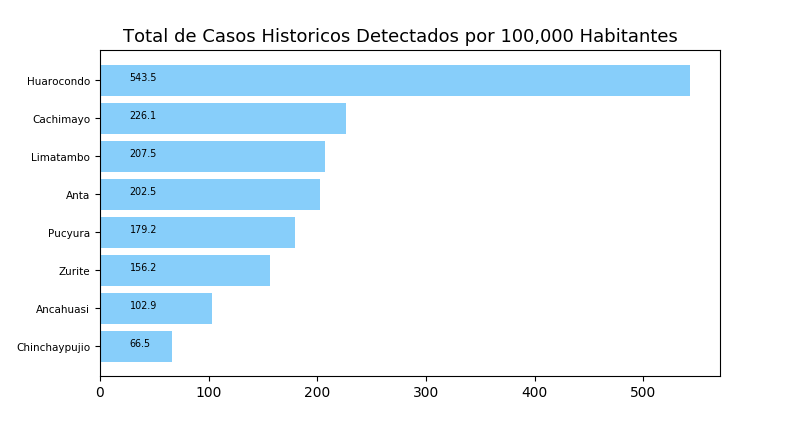 Total de Casos Historicos Detectados por 100,000 Habitantes
Huarocondo 543.5
Cachimayo 226.1
Limatambo 207.5
Anta 202.5
Pucyura 179.2
Zurite 156.2
Ancahuasi 102.9
Chinchaypujio 66.5
0 100 200 300 400 500